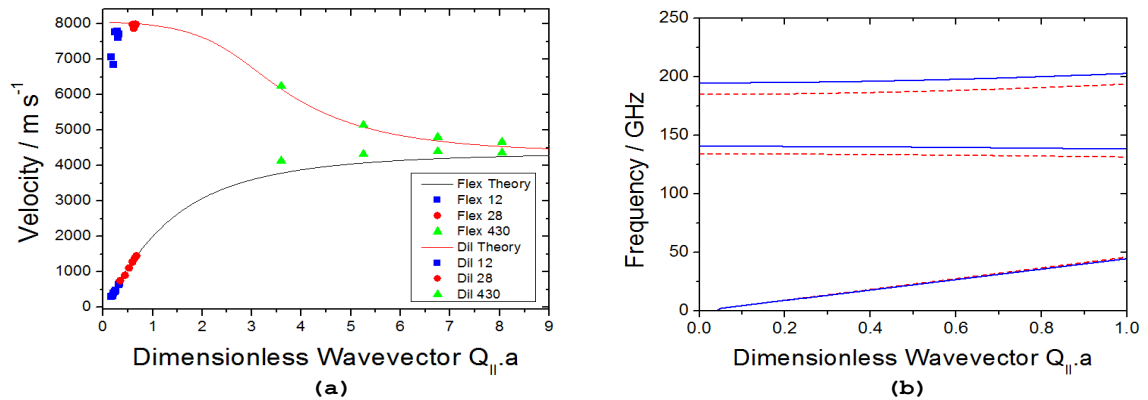 8000
7000
6000
5000
4000
3000
2000
1000
0
Velocity / m s⁻¹
Flex Theory
Flex 12
Flex 28
Flex 430
Dil Theory
Dil 12
Dil 28
Dil 430
0 1 2 3 4 5 6 7 8 9
Dimensionless Wavevector Q||.a
(a)
250
200
150
100
50
0
Frequency / GHz
0.0 0.2 0.4 0.6 0.8 1.0
Dimensionless Wavevector Q||.a
(b)